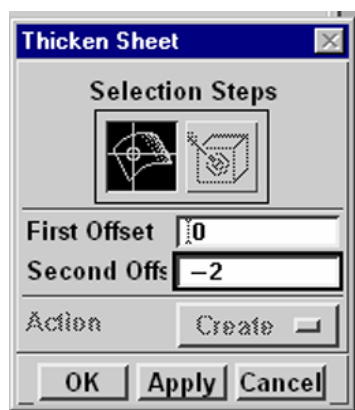 Thicken Sheet
Selection Steps
First Offset 0
Second Offs −2
Action Create
OK Apply Cancel